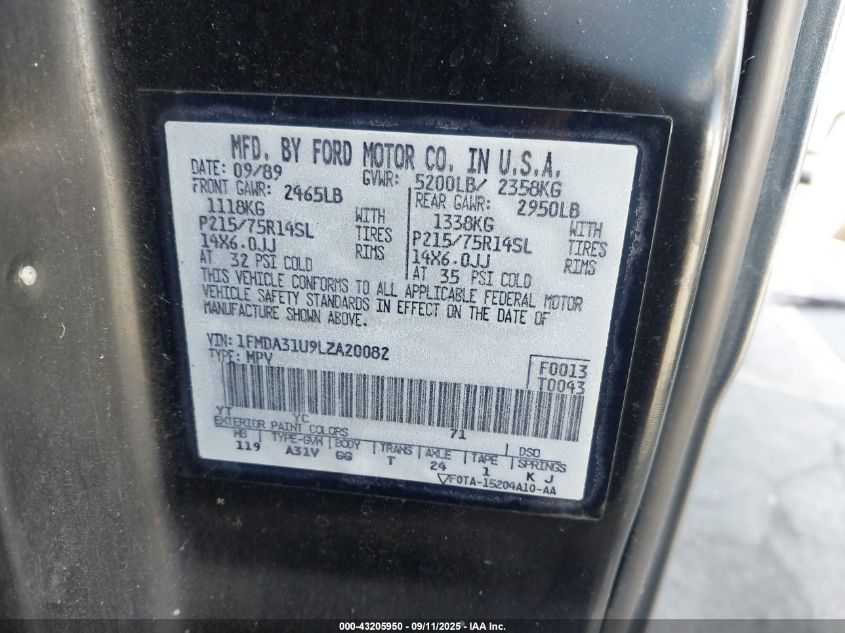 MFD. BY FORD MOTOR CO. IN U.S.A.
DATE: 09/89 GVWR: 5200LB/ 2358KG
FRONT GAWR: 2465LB REAR GAWR: 2950LB
1118KG WITH 1338KG WITH
P215/75R14SL TIRES P215/75R14SL TIRES
14X6.0JJ RIMS 14X6.0JJ RIMS
AT 32 PSI COLD AT 35 PSI COLD
THIS VEHICLE CONFORMS TO ALL APPLICABLE FEDERAL MOTOR
VEHICLE SAFETY STANDARDS IN EFFECT ON THE DATE OF
MANUFACTURE SHOWN ABOVE.
VIN: 1FMDA31U9LZA20082
TYPE: MPV
F0013
T0043
YT YC 71
EXTERIOR PAINT COLORS DSO
WB TYPE-GVW BODY TRANS AXLE TAPE SPRINGS
119 A31V GG T 24 1 K J
F0TA-15204A10-AA
000-43205950 - 09/11/2025 - IAA Inc.